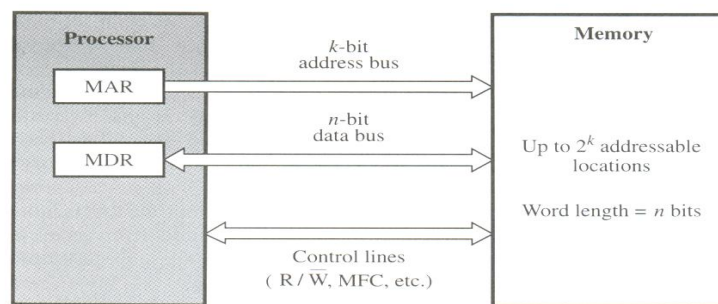 Processor
MAR
MDR
k-bit
address bus
n-bit
data bus
Control lines
( R / W̅, MFC, etc.)
Memory
Up to 2ᵏ addressable
locations
Word length = n bits